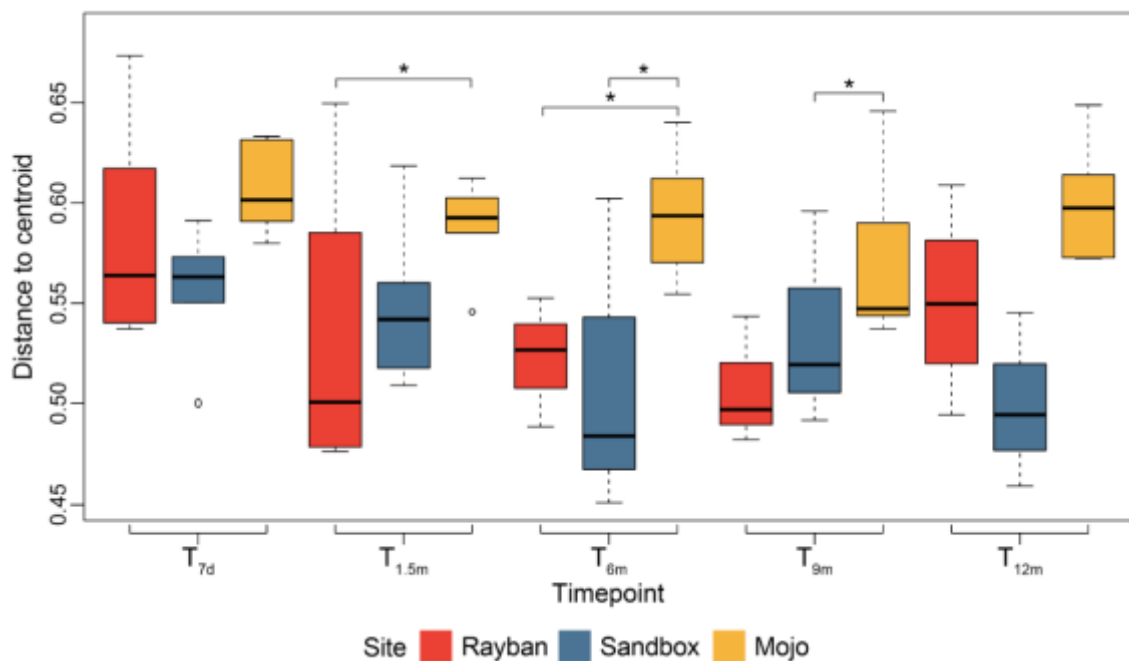 * * * *
Distance to centroid
0.65
0.60
0.55
0.50
0.45
T7d T1.5m T6m T9m T12m
Timepoint
Site Rayban Sandbox Mojo